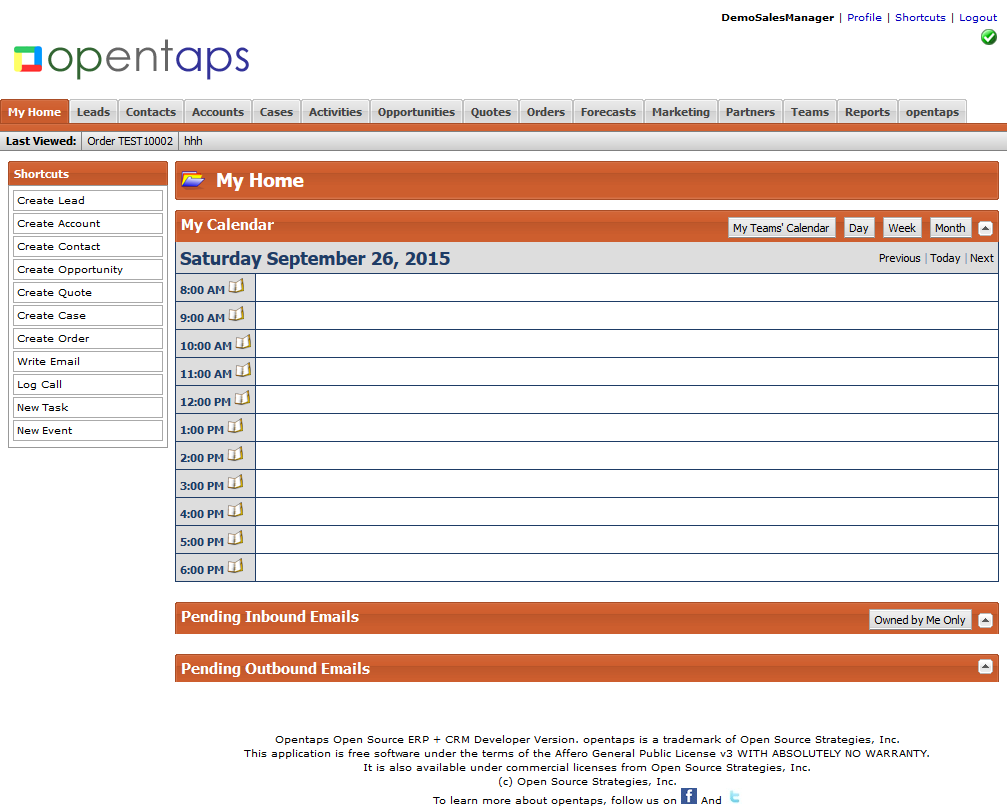 DemoSalesManager | Profile | Shortcuts | Logout
opentaps
My Home Leads Contacts Accounts Cases Activities Opportunities Quotes Orders Forecasts Marketing Partners Teams Reports opentaps
Last Viewed: Order TEST10002 hhh
Shortcuts
Create Lead
Create Account
Create Contact
Create Opportunity
Create Quote
Create Case
Create Order
Write Email
Log Call
New Task
New Event
My Home
My Calendar My Teams' Calendar Day Week Month
Saturday September 26, 2015 Previous | Today | Next
8:00 AM
9:00 AM
10:00 AM
11:00 AM
12:00 PM
1:00 PM
2:00 PM
3:00 PM
4:00 PM
5:00 PM
6:00 PM
Pending Inbound Emails Owned by Me Only
Pending Outbound Emails
Opentaps Open Source ERP + CRM Developer Version. opentaps is a trademark of Open Source Strategies, Inc.
This application is free software under the terms of the Affero General Public License v3 WITH ABSOLUTELY NO WARRANTY.
It is also available under commercial licenses from Open Source Strategies, Inc.
(c) Open Source Strategies, Inc.
To learn more about opentaps, follow us on f And t